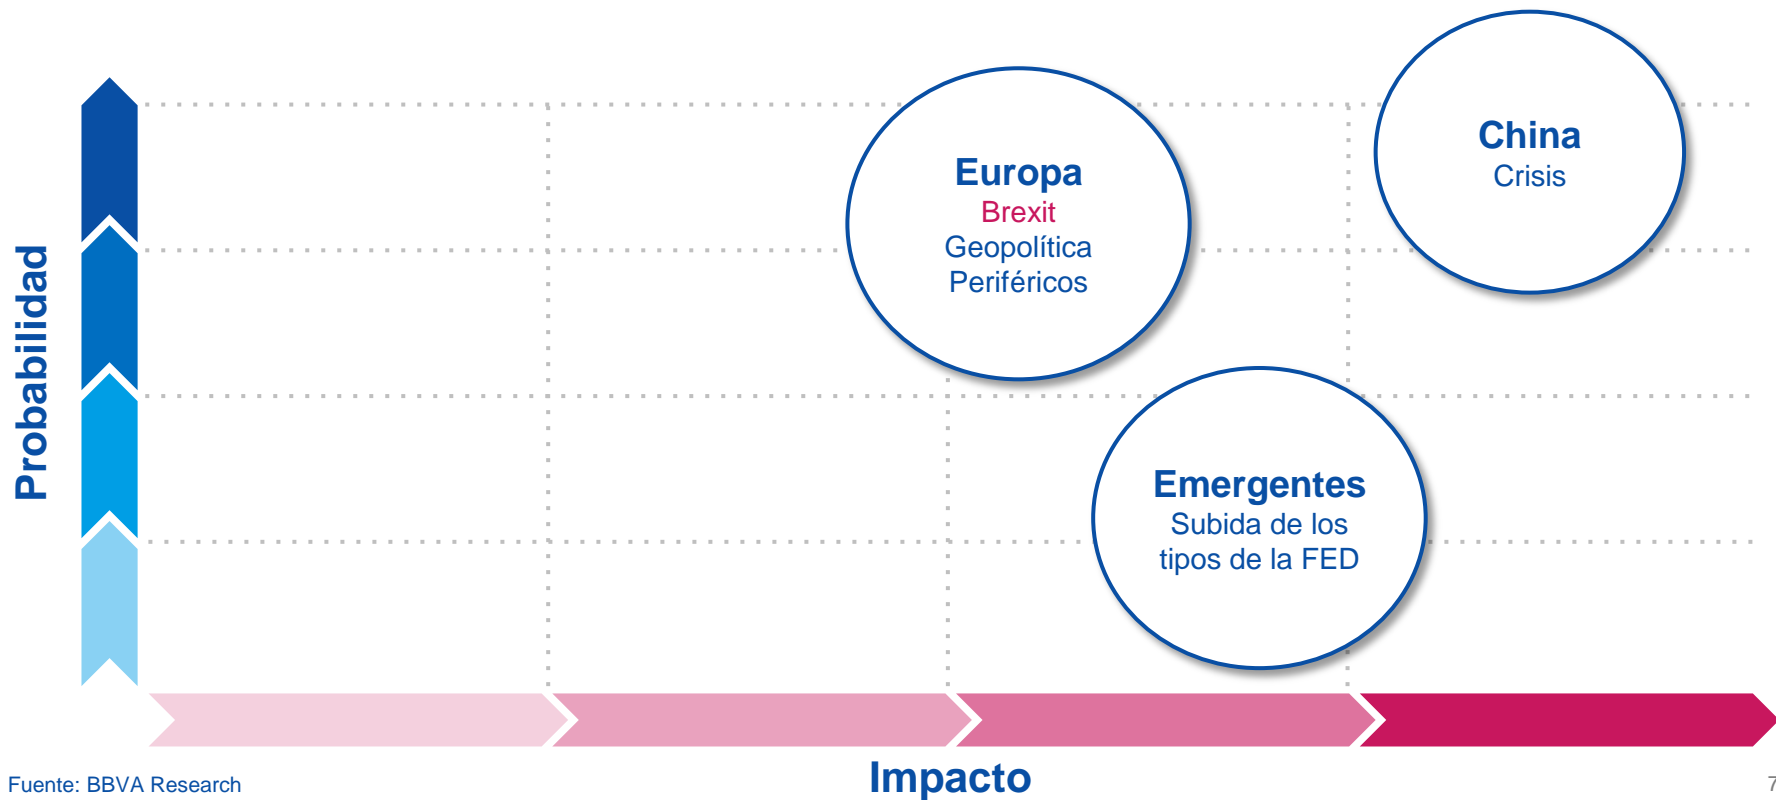 Probabilidad
Europa
Brexit
Geopolítica
Periféricos
China
Crisis
Emergentes
Subida de los
tipos de la FED
Impacto
Fuente: BBVA Research
7